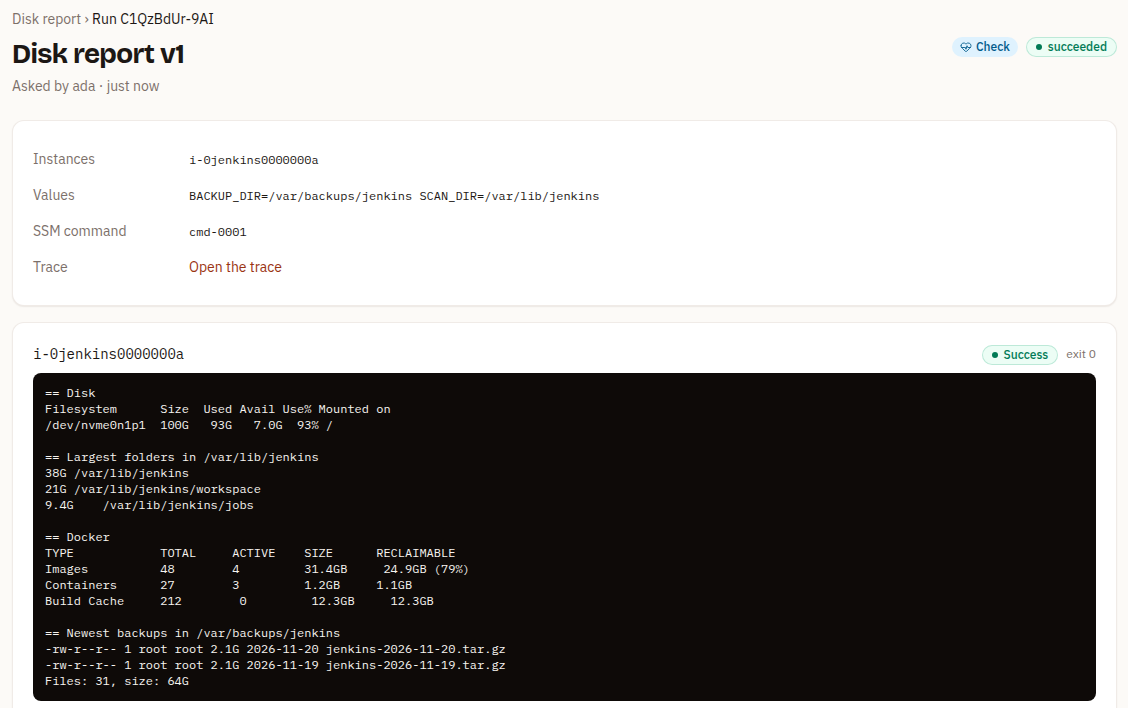 Disk report › Run C1QzBdUr-9AI
Disk report v1
Check
succeeded
Asked by ada · just now
Instances i-0jenkins0000000a
Values BACKUP_DIR=/var/backups/jenkins SCAN_DIR=/var/lib/jenkins
SSM command cmd-0001
Trace Open the trace
i-0jenkins0000000a
Success exit 0
== Disk
Filesystem      Size  Used Avail Use% Mounted on
/dev/nvme0n1p1  100G   93G   7.0G  93% /
== Largest folders in /var/lib/jenkins
38G /var/lib/jenkins
21G /var/lib/jenkins/workspace
9.4G    /var/lib/jenkins/jobs
== Docker
TYPE            TOTAL     ACTIVE    SIZE      RECLAIMABLE
Images          48        4         31.4GB     24.9GB (79%)
Containers      27        3         1.2GB     1.1GB
Build Cache     212        0         12.3GB     12.3GB
== Newest backups in /var/backups/jenkins
-rw-r--r-- 1 root root 2.1G 2026-11-20 jenkins-2026-11-20.tar.gz
-rw-r--r-- 1 root root 2.1G 2026-11-19 jenkins-2026-11-19.tar.gz
Files: 31, size: 64G